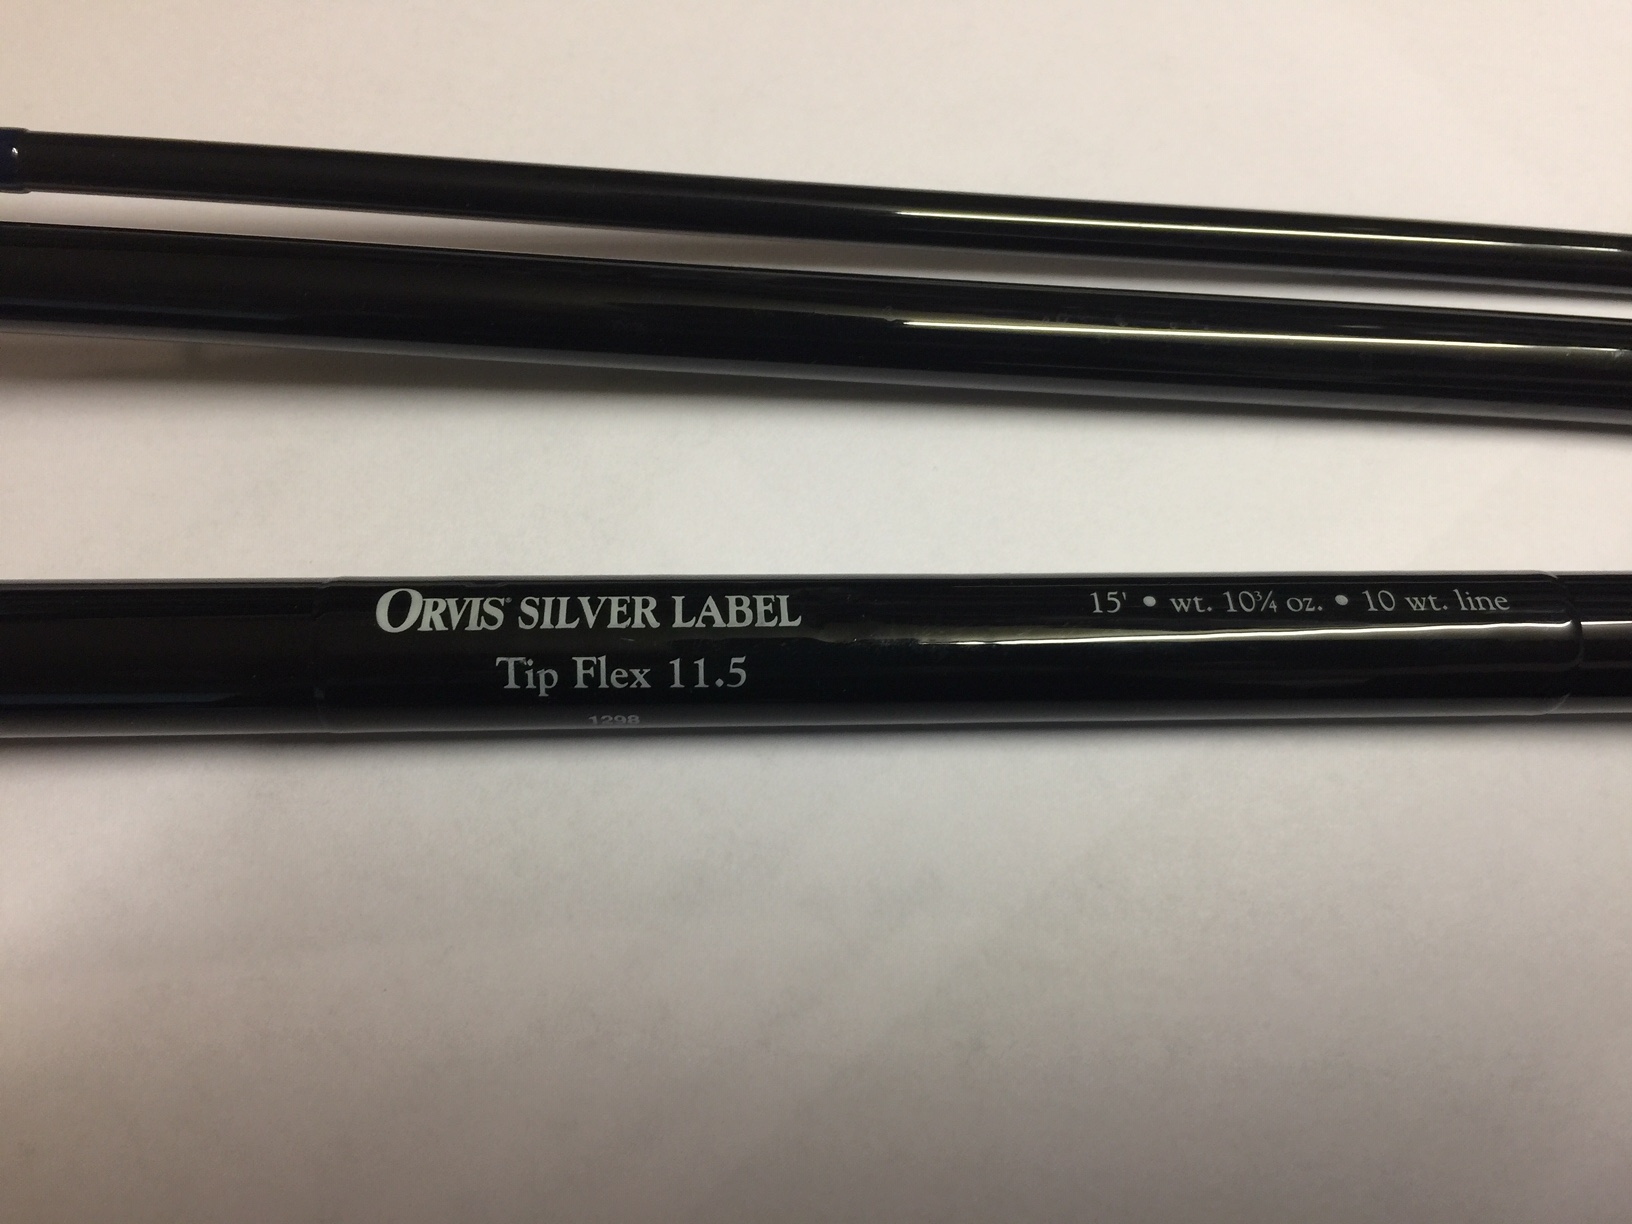 ORVIS® SILVER LABEL
Tip Flex 11.5
1298
15' • wt. 10¾ oz. • 10 wt. line